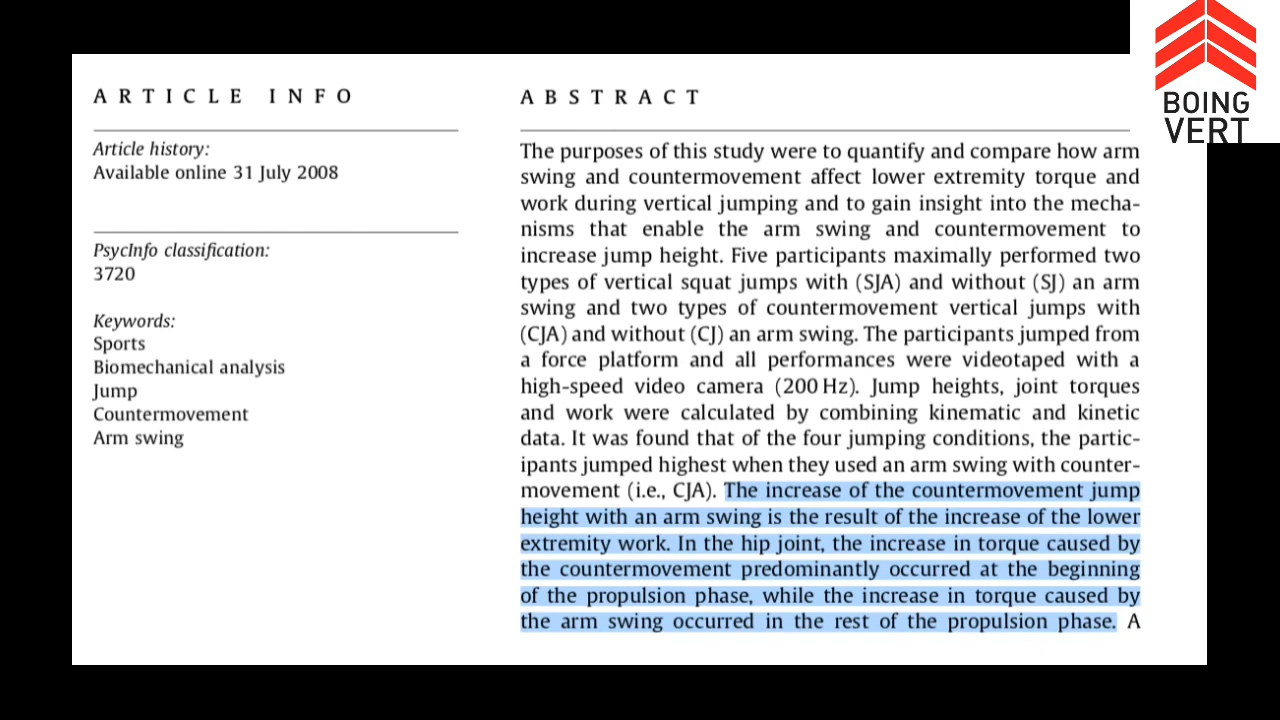 BOING
VERT
ARTICLE INFO
Article history:
Available online 31 July 2008
PsycInfo classification:
3720
Keywords:
Sports
Biomechanical analysis
Jump
Countermovement
Arm swing
ABSTRACT
The purposes of this study were to quantify and compare how arm
swing and countermovement affect lower extremity torque and
work during vertical jumping and to gain insight into the mecha-
nisms that enable the arm swing and countermovement to
increase jump height. Five participants maximally performed two
types of vertical squat jumps with (SJA) and without (SJ) an arm
swing and two types of countermovement vertical jumps with
(CJA) and without (CJ) an arm swing. The participants jumped from
a force platform and all performances were videotaped with a
high-speed video camera (200 Hz). Jump heights, joint torques
and work were calculated by combining kinematic and kinetic
data. It was found that of the four jumping conditions, the partic-
ipants jumped highest when they used an arm swing with counter-
movement (i.e., CJA). The increase of the countermovement jump
height with an arm swing is the result of the increase of the lower
extremity work. In the hip joint, the increase in torque caused by
the countermovement predominantly occurred at the beginning
of the propulsion phase, while the increase in torque caused by
the arm swing occurred in the rest of the propulsion phase. A